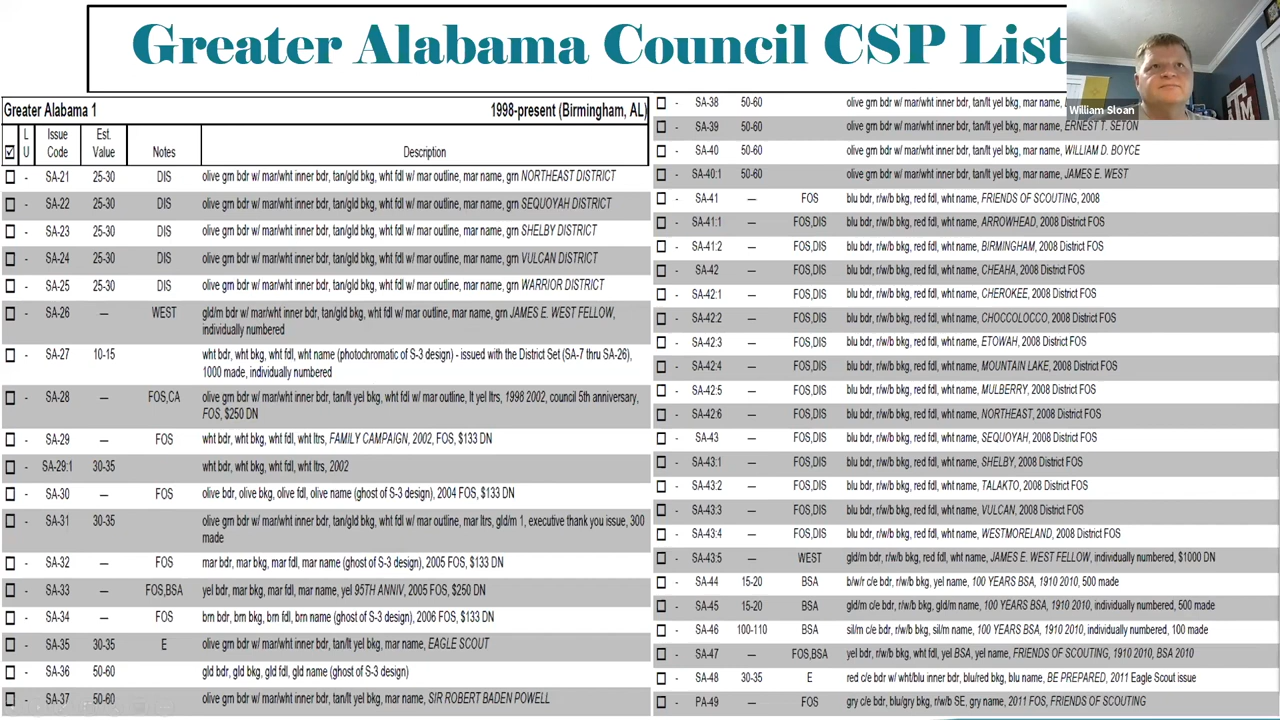 Greater Alabama Council CSP List
William Sloan
Greater Alabama 1 1998-present (Birmingham, AL)
L U Issue Code Est. Value Notes Description
- SA-21 25-30 DIS olive grn bdr w/ mar/wht inner bdr, tan/gld bkg, wht fdl w/ mar outline, mar name, grn NORTHEAST DISTRICT
- SA-22 25-30 DIS olive grn bdr w/ mar/wht inner bdr, tan/gld bkg, wht fdl w/ mar outline, mar name, grn SEQUOYAH DISTRICT
- SA-23 25-30 DIS olive grn bdr w/ mar/wht inner bdr, tan/gld bkg, wht fdl w/ mar outline, mar name, grn SHELBY DISTRICT
- SA-24 25-30 DIS olive grn bdr w/ mar/wht inner bdr, tan/gld bkg, wht fdl w/ mar outline, mar name, grn VULCAN DISTRICT
- SA-25 25-30 DIS olive grn bdr w/ mar/wht inner bdr, tan/gld bkg, wht fdl w/ mar outline, mar name, grn WARRIOR DISTRICT
- SA-26 — WEST gld/m bdr w/ mar/wht inner bdr, tan/gld bkg, wht fdl w/ mar outline, mar name, grn JAMES E. WEST FELLOW,
individually numbered
- SA-27 10-15 wht bdr, wht bkg, wht fdl, wht name (photochromatic of S-3 design) - issued with the District Set (SA-7 thru SA-26),
1000 made, individually numbered
- SA-28 — FOS,CA olive grn bdr w/ mar/wht inner bdr, tan/lt yel bkg, wht fdl w/ mar outline, lt yel ltrs, 1998 2002, council 5th anniversary,
FOS, $250 DN
- SA-29 — FOS wht bdr, wht bkg, wht fdl, wht ltrs, FAMILY CAMPAIGN, 2002, FOS, $133 DN
- SA-29:1 30-35 wht bdr, wht bkg, wht fdl, wht ltrs, 2002
- SA-30 — FOS olive bdr, olive bkg, olive fdl, olive name (ghost of S-3 design), 2004 FOS, $133 DN
- SA-31 30-35 olive grn bdr w/ mar/wht inner bdr, tan/gld bkg, wht fdl w/ mar outline, mar ltrs, gld/m 1, executive thank you issue, 300
made
- SA-32 — FOS mar bdr, mar bkg, mar fdl, mar name (ghost of S-3 design), 2005 FOS, $133 DN
- SA-33 — FOS,BSA yel bdr, mar bkg, mar fdl, mar name, yel 95TH ANNIV, 2005 FOS, $250 DN
- SA-34 — FOS brn bdr, brn bkg, brn fdl, brn name (ghost of S-3 design), 2006 FOS, $133 DN
- SA-35 30-35 E olive grn bdr w/ mar/wht inner bdr, tan/lt yel bkg, mar name, EAGLE SCOUT
- SA-36 50-60 gld bdr, gld bkg, gld fdl, gld name (ghost of S-3 design)
- SA-37 50-60 olive grn bdr w/ mar/wht inner bdr, tan/lt yel bkg, mar name, SIR ROBERT BADEN POWELL
- SA-38 50-60 olive grn bdr w/ mar/wht inner bdr, tan/lt yel bkg, mar name,
- SA-39 50-60 olive grn bdr w/ mar/wht inner bdr, tan/lt yel bkg, mar name, ERNEST T. SETON
- SA-40 50-60 olive grn bdr w/ mar/wht inner bdr, tan/lt yel bkg, mar name, WILLIAM D. BOYCE
- SA-40:1 50-60 olive grn bdr w/ mar/wht inner bdr, tan/lt yel bkg, mar name, JAMES E. WEST
- SA-41 — FOS blu bdr, r/w/b bkg, red fdl, wht name, FRIENDS OF SCOUTING, 2008
- SA-41:1 — FOS,DIS blu bdr, r/w/b bkg, red fdl, wht name, ARROWHEAD, 2008 District FOS
- SA-41:2 — FOS,DIS blu bdr, r/w/b bkg, red fdl, wht name, BIRMINGHAM, 2008 District FOS
- SA-42 — FOS,DIS blu bdr, r/w/b bkg, red fdl, wht name, CHEAHA, 2008 District FOS
- SA-42:1 — FOS,DIS blu bdr, r/w/b bkg, red fdl, wht name, CHEROKEE, 2008 District FOS
- SA-42:2 — FOS,DIS blu bdr, r/w/b bkg, red fdl, wht name, CHOCCOLOCCO, 2008 District FOS
- SA-42:3 — FOS,DIS blu bdr, r/w/b bkg, red fdl, wht name, ETOWAH, 2008 District FOS
- SA-42:4 — FOS,DIS blu bdr, r/w/b bkg, red fdl, wht name, MOUNTAIN LAKE, 2008 District FOS
- SA-42:5 — FOS,DIS blu bdr, r/w/b bkg, red fdl, wht name, MULBERRY, 2008 District FOS
- SA-42:6 — FOS,DIS blu bdr, r/w/b bkg, red fdl, wht name, NORTHEAST, 2008 District FOS
- SA-43 — FOS,DIS blu bdr, r/w/b bkg, red fdl, wht name, SEQUOYAH, 2008 District FOS
- SA-43:1 — FOS,DIS blu bdr, r/w/b bkg, red fdl, wht name, SHELBY, 2008 District FOS
- SA-43:2 — FOS,DIS blu bdr, r/w/b bkg, red fdl, wht name, TALAKTO, 2008 District FOS
- SA-43:3 — FOS,DIS blu bdr, r/w/b bkg, red fdl, wht name, VULCAN, 2008 District FOS
- SA-43:4 — FOS,DIS blu bdr, r/w/b bkg, red fdl, wht name, WESTMORELAND, 2008 District FOS
- SA-43:5 — WEST gld/m bdr, r/w/b bkg, red fdl, wht name, JAMES E. WEST FELLOW, individually numbered, $1000 DN
- SA-44 15-20 BSA b/w/r c/e bdr, r/w/b bkg, yel name, 100 YEARS BSA, 1910 2010, 500 made
- SA-45 15-20 BSA gld/m c/e bdr, r/w/b bkg, gld/m name, 100 YEARS BSA, 1910 2010, individually numbered, 500 made
- SA-46 100-110 BSA sil/m c/e bdr, r/w/b bkg, sil/m name, 100 YEARS BSA, 1910 2010, individually numbered, 100 made
- SA-47 — FOS,BSA yel bdr, r/w/b bkg, wht fdl, yel BSA, yel name, FRIENDS OF SCOUTING, 1910 2010, BSA 2010
- SA-48 30-35 E red c/e bdr w/ wht/blu inner bdr, blu/red bkg, blu name, BE PREPARED, 2011 Eagle Scout issue
- PA-49 FOS gry c/e bdr, blu/gry bkg, r/w/b SE, gry name, 2011 FOS, FRIENDS OF SCOUTING